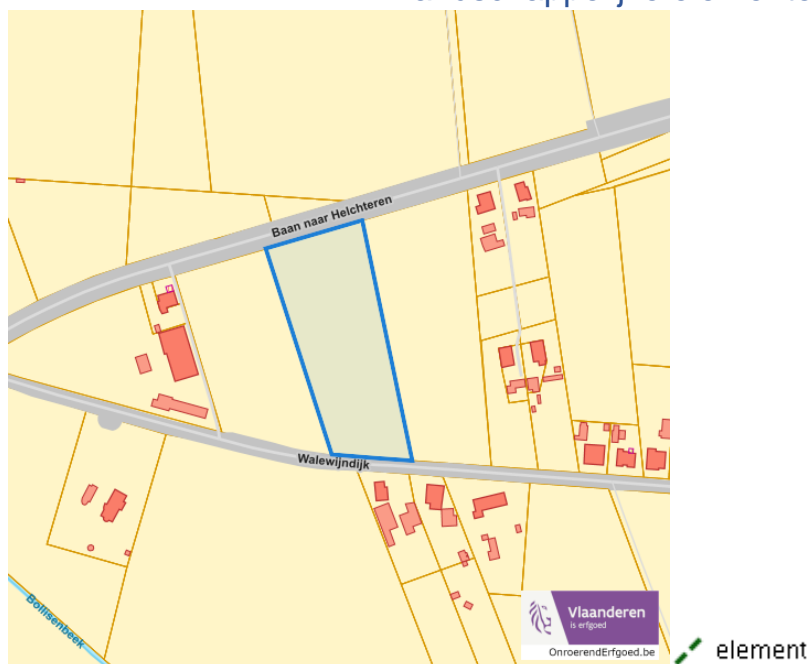 Baan naar Helchteren
Walewijndijk
Bollisenbeek
Vlaanderen
is erfgoed
OnroerendErfgoed.be
element